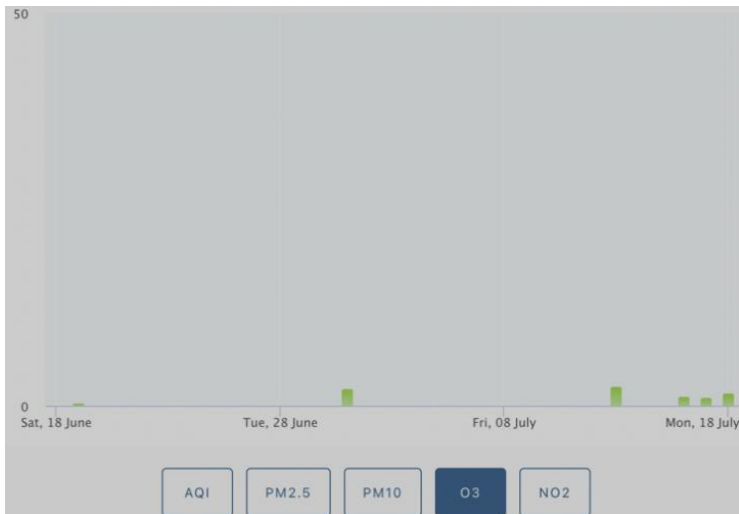 50
0
Sat, 18 June
Tue, 28 June
Fri, 08 July
Mon, 18 July
AQI
PM2.5
PM10
O3
NO2